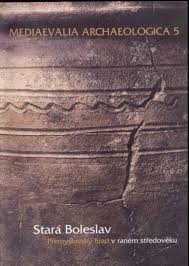 MEDIAEVALIA ARCHAEOLOGICA 5
Stará Boleslav
Přemyslovský hrad v raném středověku